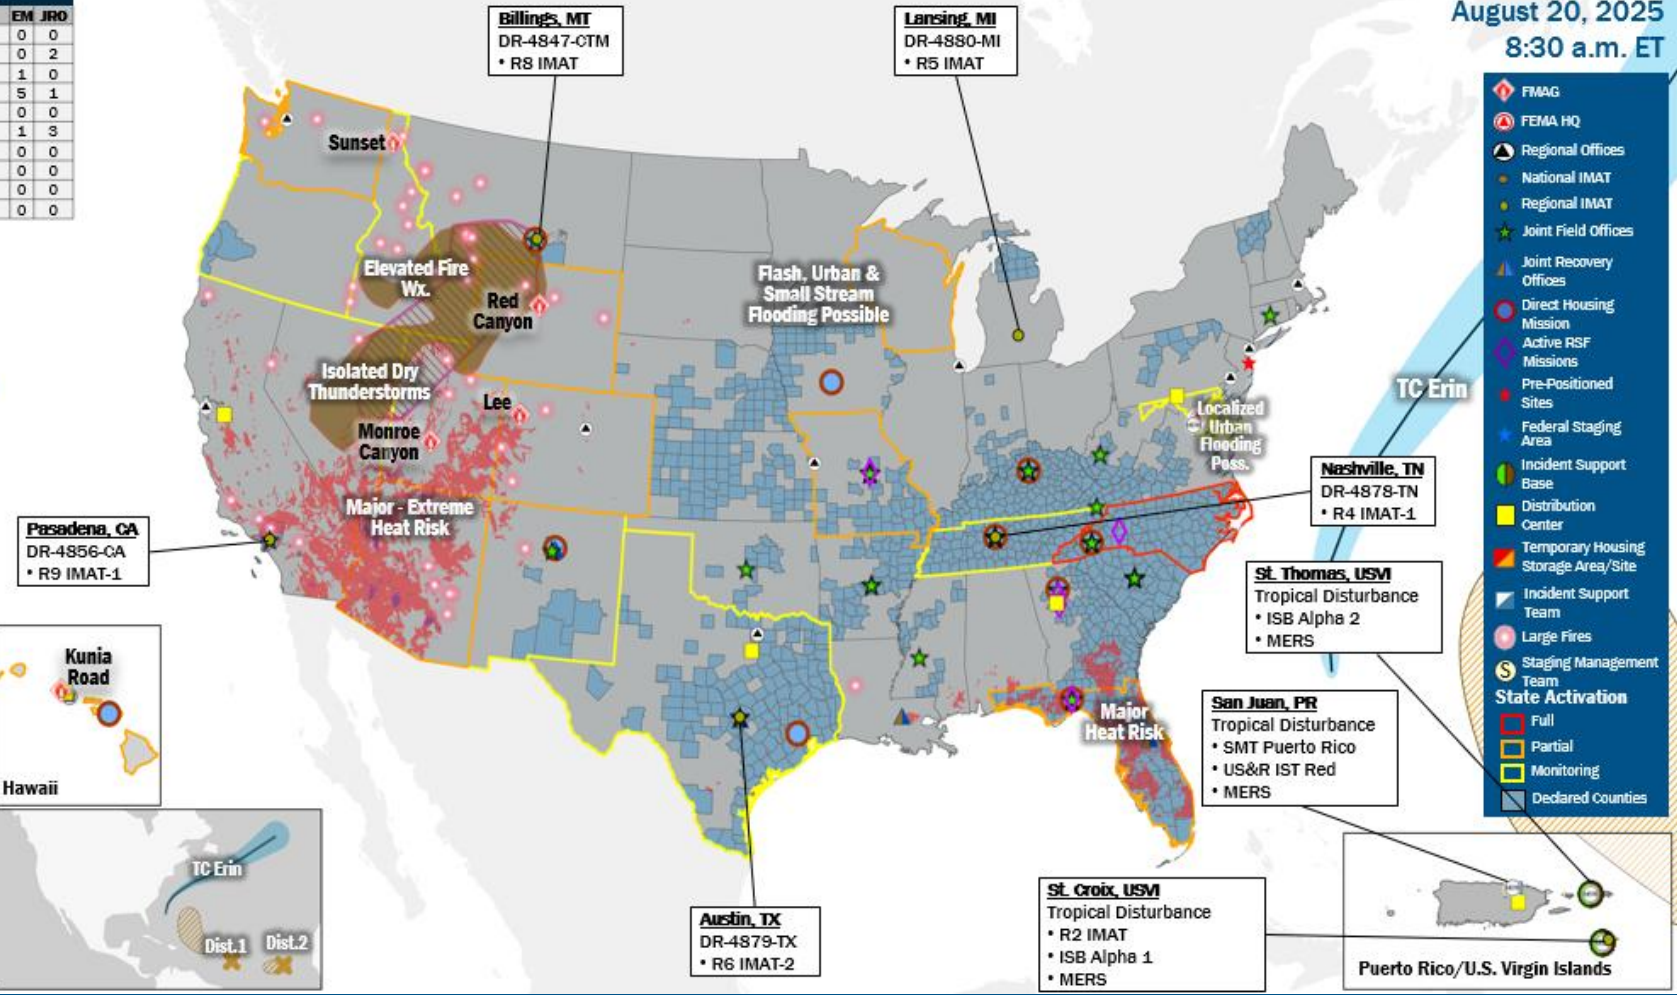 EM JRO
0 0
0 2
1 0
5 1
0 0
1 3
0 0
0 0
0 0
0 0
Billings, MT
DR-4847-CTM
• R8 IMAT
Lansing, MI
DR-4880-MI
• R5 IMAT
August 20, 2025
8:30 a.m. ET
FMAG
FEMA HQ
Regional Offices
National IMAT
Regional IMAT
Joint Field Offices
Joint Recovery
Offices
Direct Housing
Mission
Active RSF
Missions
Pre-Positioned
Sites
Federal Staging
Area
Incident Support
Base
Distribution
Center
Temporary Housing
Storage Area/Site
Incident Support
Team
Large Fires
S
Staging Management
Team
State Activation
Full
Partial
Monitoring
Declared Counties
Sunset
Elevated Fire
Wx.
Red
Canyon
Flash, Urban &
Small Stream
Flooding Possible
Isolated Dry
Thunderstorms
Lee
Monroe
Canyon
Major - Extreme
Heat Risk
TC Erin
Localized
Urban
Flooding
Poss.
Nashville, TN
DR-4878-TN
• R4 IMAT-1
Pasadena, CA
DR-4856-CA
• R9 IMAT-1
St. Thomas, USVI
Tropical Disturbance
• ISB Alpha 2
• MERS
Kunia
Road
Hawaii
Major
Heat Risk
San Juan, PR
Tropical Disturbance
• SMT Puerto Rico
• US&R IST Red
• MERS
TC Erin
Dist.1
Dist.2
Austin, TX
DR-4879-TX
• R6 IMAT-2
St. Croix, USVI
Tropical Disturbance
• R2 IMAT
• ISB Alpha 1
• MERS
Puerto Rico/U.S. Virgin Islands